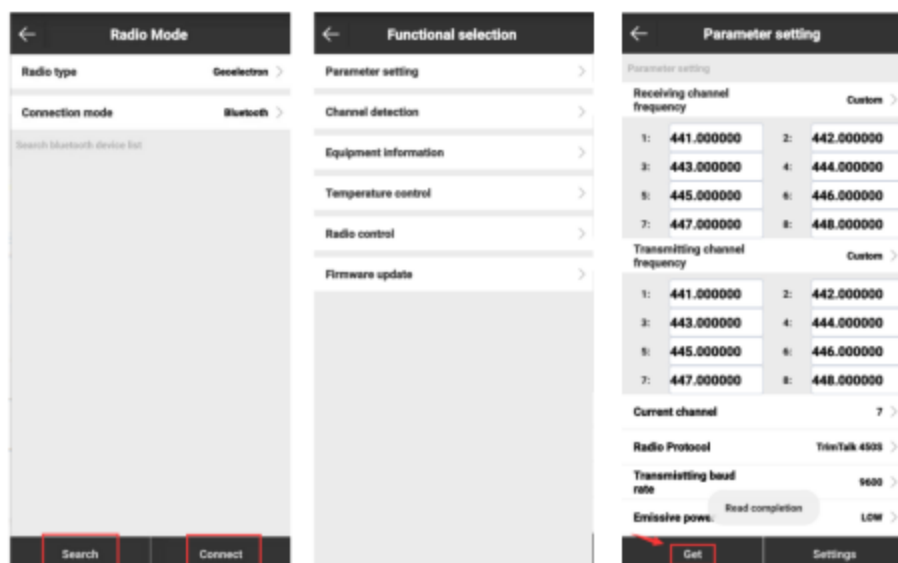 Radio Mode
Radio type Geoelectron
Connection mode Bluetooth
Search bluetooth device list
Search Connect
Functional selection
Parameter setting
Channel detection
Equipment information
Temperature control
Radio control
Firmware update
Parameter setting
Parameter setting
Receiving channel
frequency Custom
1: 441.000000 2: 442.000000
3: 443.000000 4: 444.000000
5: 445.000000 6: 446.000000
7: 447.000000 8: 448.000000
Transmitting channel
frequency Custom
1: 441.000000 2: 442.000000
3: 443.000000 4: 444.000000
5: 445.000000 6: 446.000000
7: 447.000000 8: 448.000000
Current channel 7
Radio Protocol TrimTalk 450S
Transmistting baud
rate 9600
Emissive powe. LOW
Read completion
Get Settings